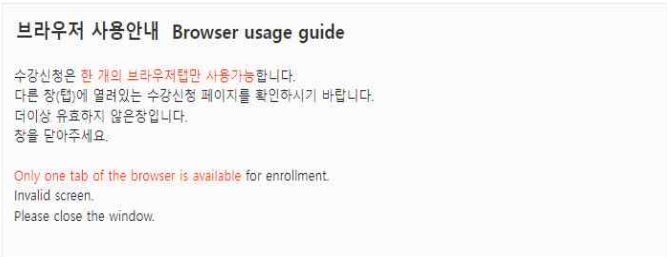 브라우저 사용안내 Browser usage guide
수강신청은 한 개의 브라우저탭만 사용가능합니다.
다른 창(탭)에 열려있는 수강신청 페이지를 확인하시기 바랍니다.
더이상 유효하지 않은창입니다.
창을 닫아주세요.
Only one tab of the browser is available for enrollment.
Invalid screen.
Please close the window.